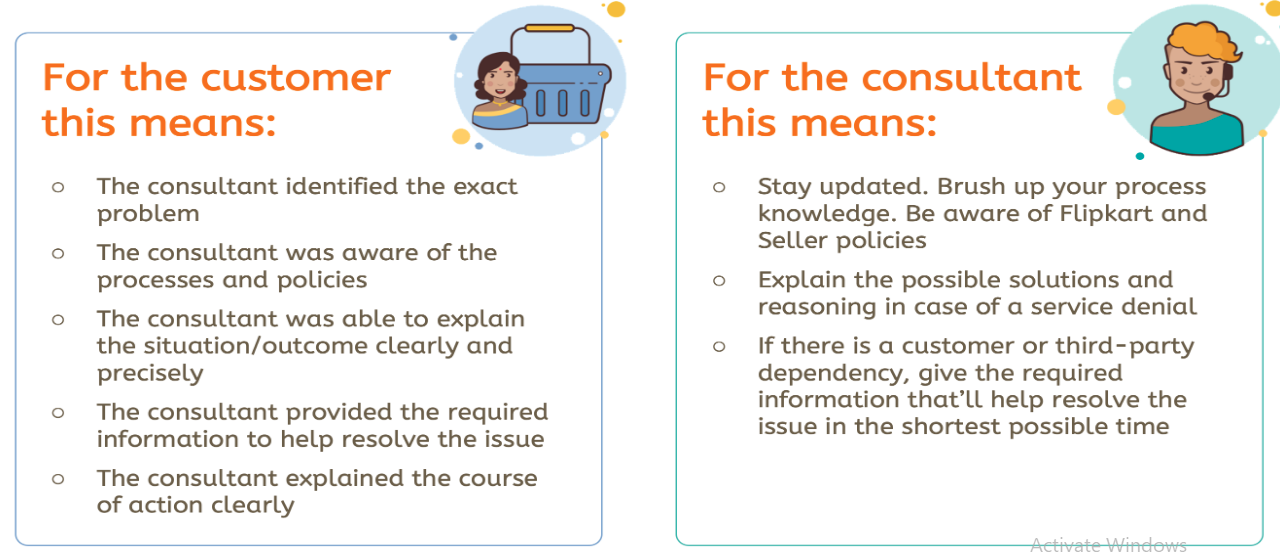 For the customer
this means:
○ The consultant identified the exact
problem
○ The consultant was aware of the
processes and policies
○ The consultant was able to explain
the situation/outcome clearly and
precisely
○ The consultant provided the required
information to help resolve the issue
○ The consultant explained the course
of action clearly
For the consultant
this means:
○ Stay updated. Brush up your process
knowledge. Be aware of Flipkart and
Seller policies
○ Explain the possible solutions and
reasoning in case of a service denial
○ If there is a customer or third-party
dependency, give the required
information that’ll help resolve the
issue in the shortest possible time
Activate Windows